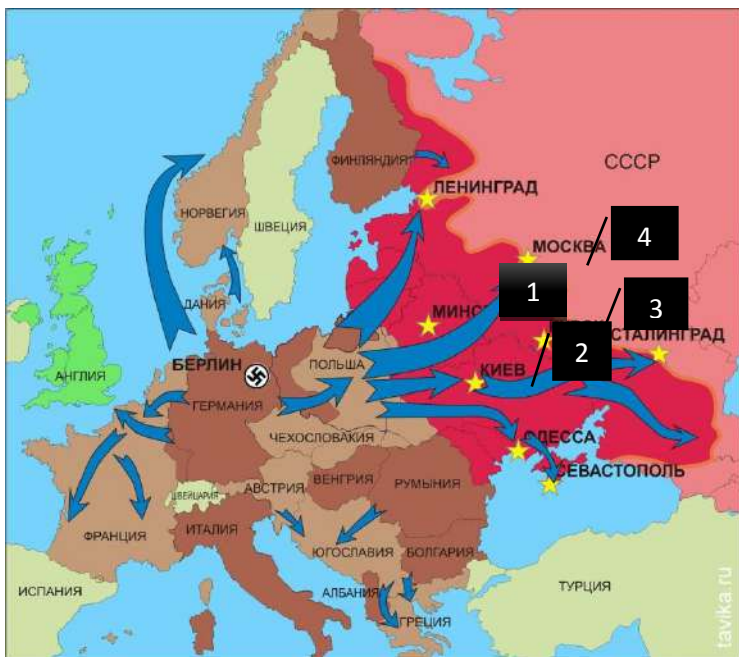 СССР
ФИНЛЯНДИЯ
ЛЕНИНГРАД
НОРВЕГИЯ
ШВЕЦИЯ
4
МОСКВА
1
3
ДАНИЯ
СТАЛИНГРАД
2
БЕРЛИН
ПОЛЬША
КИЕВ
АНГЛИЯ
ГЕРМАНИЯ
ЧЕХОСЛОВАКИЯ
ОДЕССА
СЕВАСТОПОЛЬ
ШВЕЙЦАРИЯ
АВСТРИЯ
ВЕНГРИЯ
РУМЫНИЯ
ФРАНЦИЯ
ИТАЛИЯ
ЮГОСЛАВИЯ
БОЛГАРИЯ
ИСПАНИЯ
АЛБАНИЯ
ТУРЦИЯ
ГРЕЦИЯ
tavika.ru